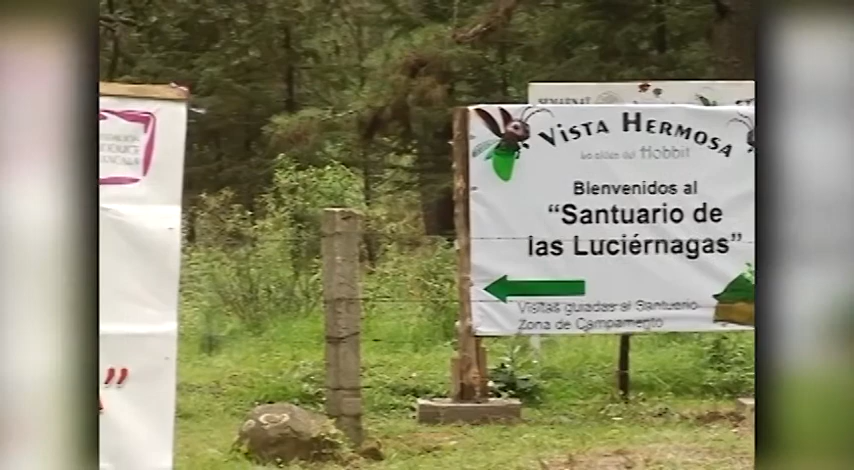 SEMARNAT
VISTA HERMOSA
La aldea del Hobbit
Bienvenidos al
"Santuario de
las Luciérnagas"
Visitas guiadas al Santuario
Zona de Campamento
"